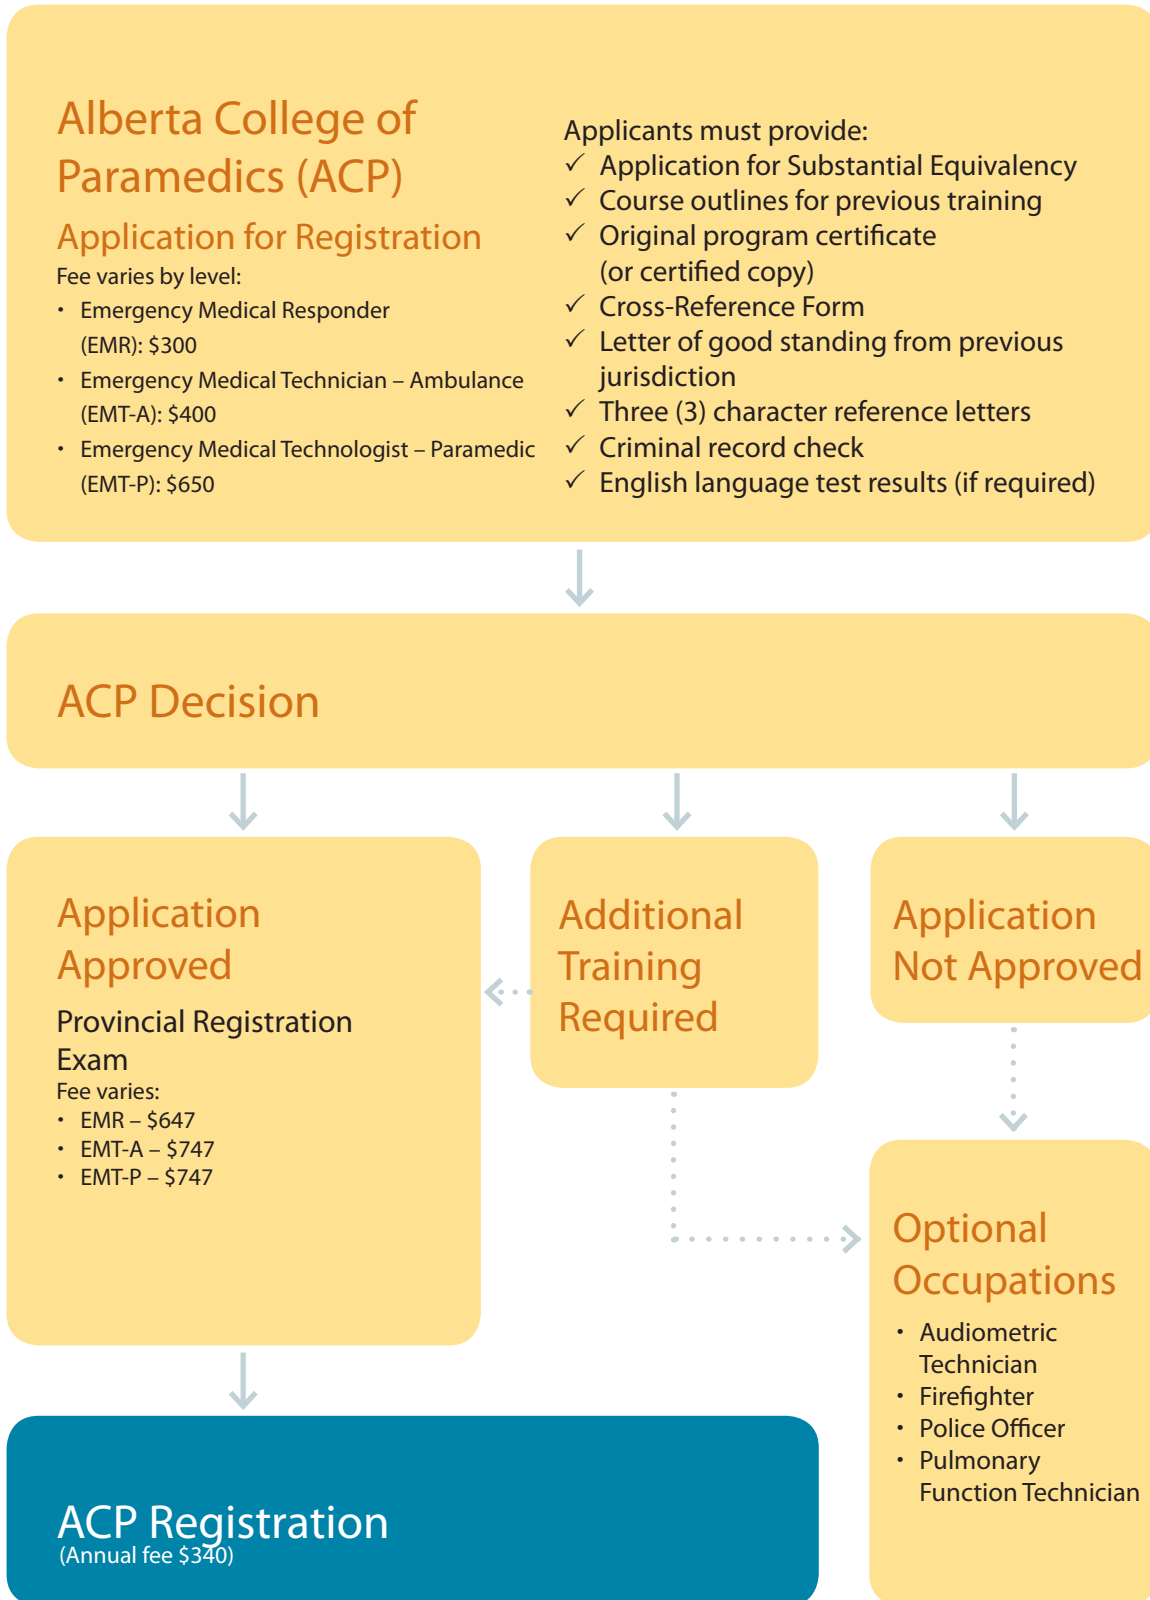 Alberta College of
Paramedics (ACP)
Application for Registration
Fee varies by level:
• Emergency Medical Responder
(EMR): $300
• Emergency Medical Technician – Ambulance
(EMT-A): $400
• Emergency Medical Technologist – Paramedic
(EMT-P): $650
Applicants must provide:
✓ Application for Substantial Equivalency
✓ Course outlines for previous training
✓ Original program certificate
(or certified copy)
✓ Cross-Reference Form
✓ Letter of good standing from previous
jurisdiction
✓ Three (3) character reference letters
✓ Criminal record check
✓ English language test results (if required)
ACP Decision
Application
Approved
Provincial Registration
Exam
Fee varies:
• EMR – $647
• EMT-A – $747
• EMT-P – $747
Additional
Training
Required
Application
Not Approved
Optional
Occupations
• Audiometric
Technician
• Firefighter
• Police Officer
• Pulmonary
Function Technician
ACP Registration
(Annual fee $340)